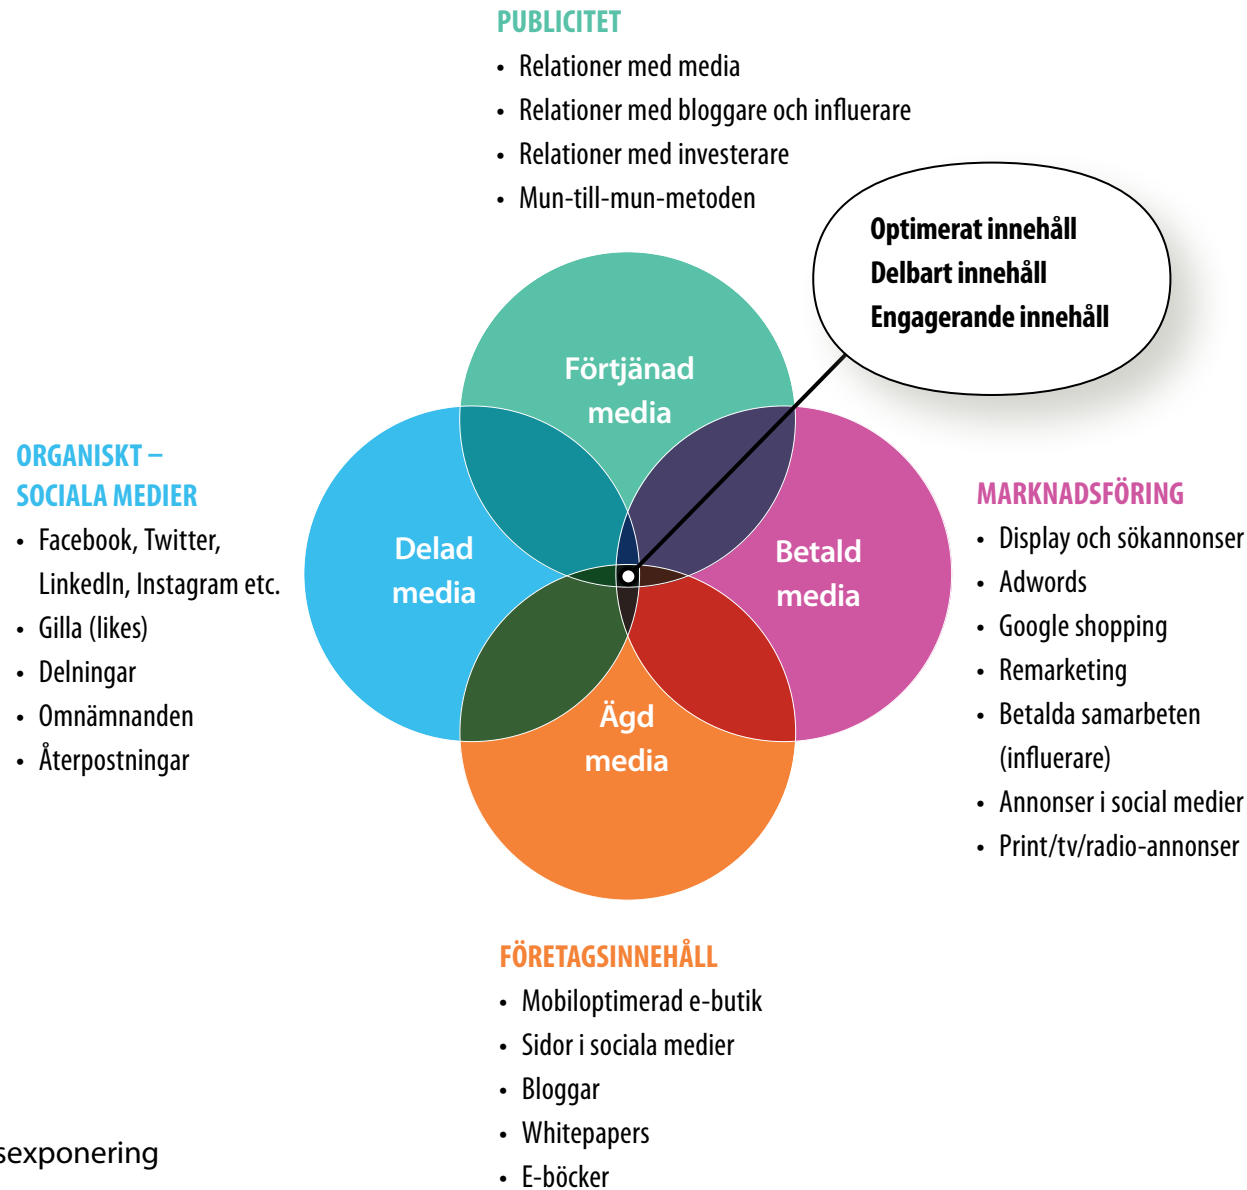 PUBLICITET
• Relationer med media
• Relationer med bloggare och influerare
• Relationer med investerare
• Mun-till-mun-metoden
Optimerat innehåll
Delbart innehåll
Engagerande innehåll
Förtjänad
media
ORGANISKT –
SOCIALA MEDIER
• Facebook, Twitter,
LinkedIn, Instagram etc.
• Gilla (likes)
• Delningar
• Omnämnanden
• Återpostningar
Delad
media
Betald
media
MARKNADSFÖRING
• Display och sökannonser
• Adwords
• Google shopping
• Remarketing
• Betalda samarbeten
(influerare)
• Annonser i social medier
• Print/tv/radio-annonser
Ägd
media
FÖRETAGSINNEHÅLL
• Mobiloptimerad e-butik
• Sidor i sociala medier
• Bloggar
• Whitepapers
• E-böcker
sexponering